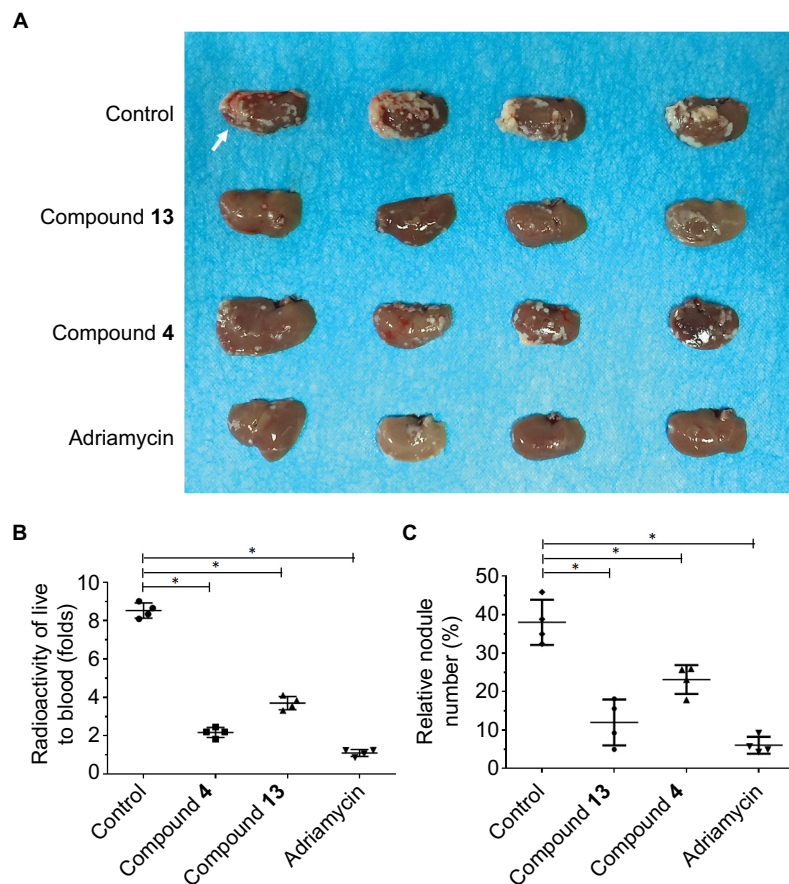 A
Control
Compound 13
Compound 4
Adriamycin
B
*
*
*
10
8
6
4
2
0
Radioactivity of live
to blood (folds)
Control
Compound 4
Compound 13
Adriamycin
C
*
*
*
50
40
30
20
10
0
Relative nodule
number (%)
Control
Compound 13
Compound 4
Adriamycin